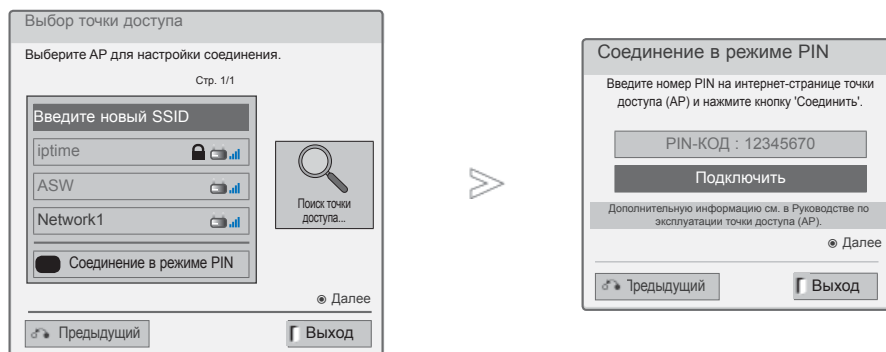 Выбор точки доступа
Выберите AP для настройки соединения.
Стр. 1/1
Введите новый SSID
iptime
ASW
Network1
Соединение в режиме PIN
Поиск точки
доступа...
Далее
Предыдущий
Выход
Соединение в режиме PIN
Введите номер PIN на интернет-странице точки
доступа (AP) и нажмите кнопку 'Соединить'.
PIN-КОД : 12345670
Подключить
Дополнительную информацию см. в Руководстве по
эксплуатации точки доступа (AP).
Далее
Предыдущий
Выход